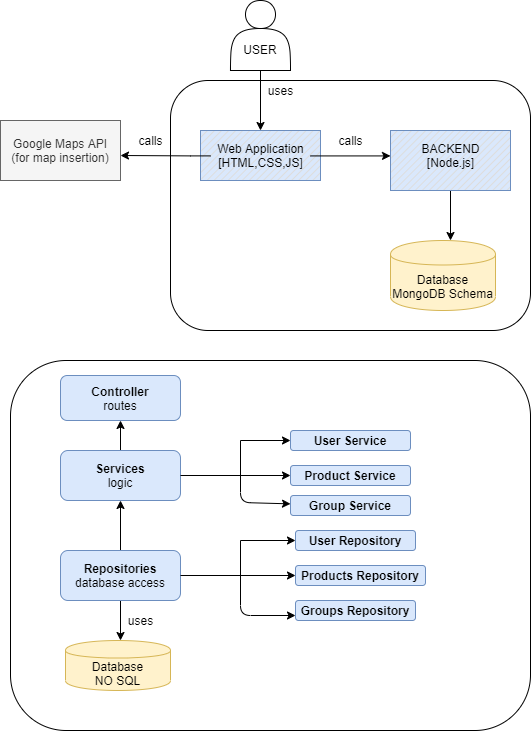 USER
uses
Google Maps API
(for map insertion)
calls
Web Application
[HTML,CSS,JS]
calls
BACKEND
[Node.js]
Database
MongoDB Schema
Controller
routes
Services
logic
User Service
Product Service
Group Service
Repositories
database access
User Repository
Products Repository
Groups Repository
uses
Database
NO SQL